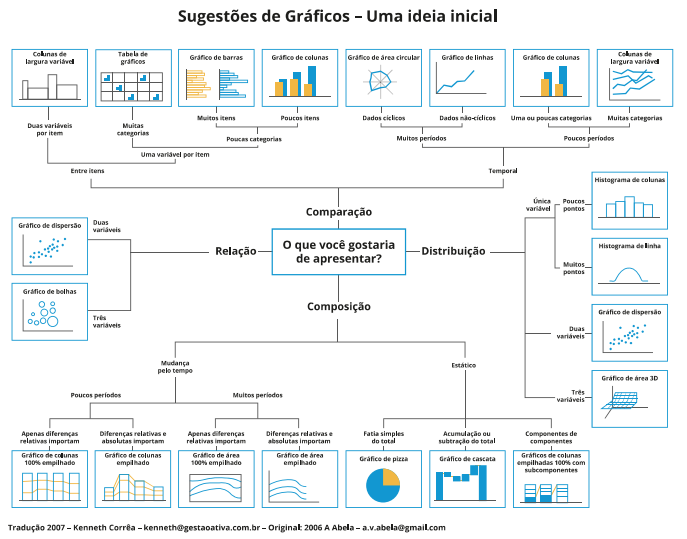 Sugestões de Gráficos – Uma ideia inicial
Colunas de
largura variável
Tabela de
gráficos
Gráfico de barras
Gráfico de colunas
Gráfico de área circular
Gráfico de linhas
Gráfico de colunas
Colunas de
largura variável
Duas variáveis
por item
Muitas
categorias
Muitos itens
Poucos itens
Dados cíclicos
Dados não-cíclicos
Uma ou poucas categorias
Muitas categorias
Poucas categorias
Muitos períodos
Poucos períodos
Uma variável por item
Entre itens
Temporal
Comparação
O que você gostaria
de apresentar?
Relação
Distribuição
Composição
Duas
variáveis
Gráfico de dispersão
Gráfico de bolhas
Três
variáveis
Única
variável
Poucos
pontos
Histograma de colunas
Muitos
pontos
Histograma de linha
Duas
variáveis
Gráfico de dispersão
Três
variáveis
Gráfico de área 3D
Mudança
pelo tempo
Estático
Poucos períodos
Muitos períodos
Apenas diferenças
relativas importam
Diferenças relativas e
absolutas importam
Apenas diferenças
relativas importam
Diferenças relativas e
absolutas importam
Fatia simples
do total
Acumulação ou
subtração do total
Componentes de
componentes
Gráfico de colunas
100% empilhado
Gráfico de colunas
empilhado
Gráfico de área
100% empilhado
Gráfico de área
empilhado
Gráfico de pizza
Gráfico de cascata
Gráficos de colunas
empilhadas 100% com
subcomponentes
Tradução 2007 – Kenneth Corrêa – kenneth@gestaoativa.com.br – Original: 2006 A Abela – a.v.abela@gmail.com